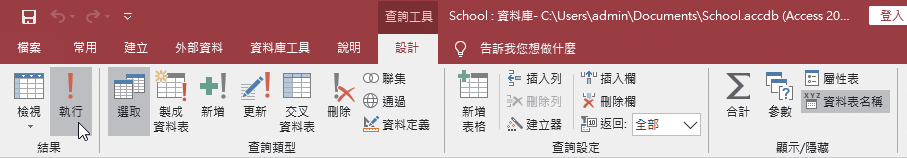 查詢工具 School : 資料庫- C:\Users\admin\Documents\School.accdb (Access 20... 登入
檔案 常用 建立 外部資料 資料庫工具 說明 設計 告訴我您想做什麼
檢視 執行 選取 製成資料表 新增 更新 交叉資料表 刪除 聯集 通過 資料定義
結果 查詢類型
新增表格 插入列 刪除列 建立器 插入欄 刪除欄 返回: 全部
查詢設定
合計 參數 屬性表 XYZ 資料表名稱
顯示/隱藏